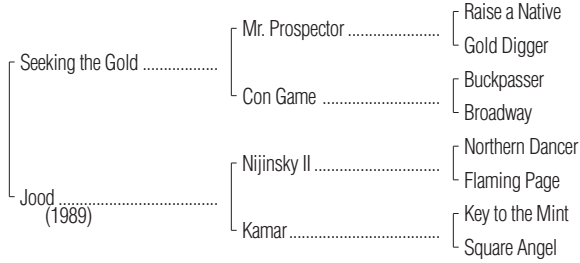 Raise a Native
Mr. Prospector ......................
Gold Digger
Seeking the Gold ..................
Buckpasser
Con Game ............................
Broadway
Northern Dancer
Nijinsky II ..............................
Flaming Page
Jood ......................................
(1989)
Key to the Mint
Kamar....................................
Square Angel